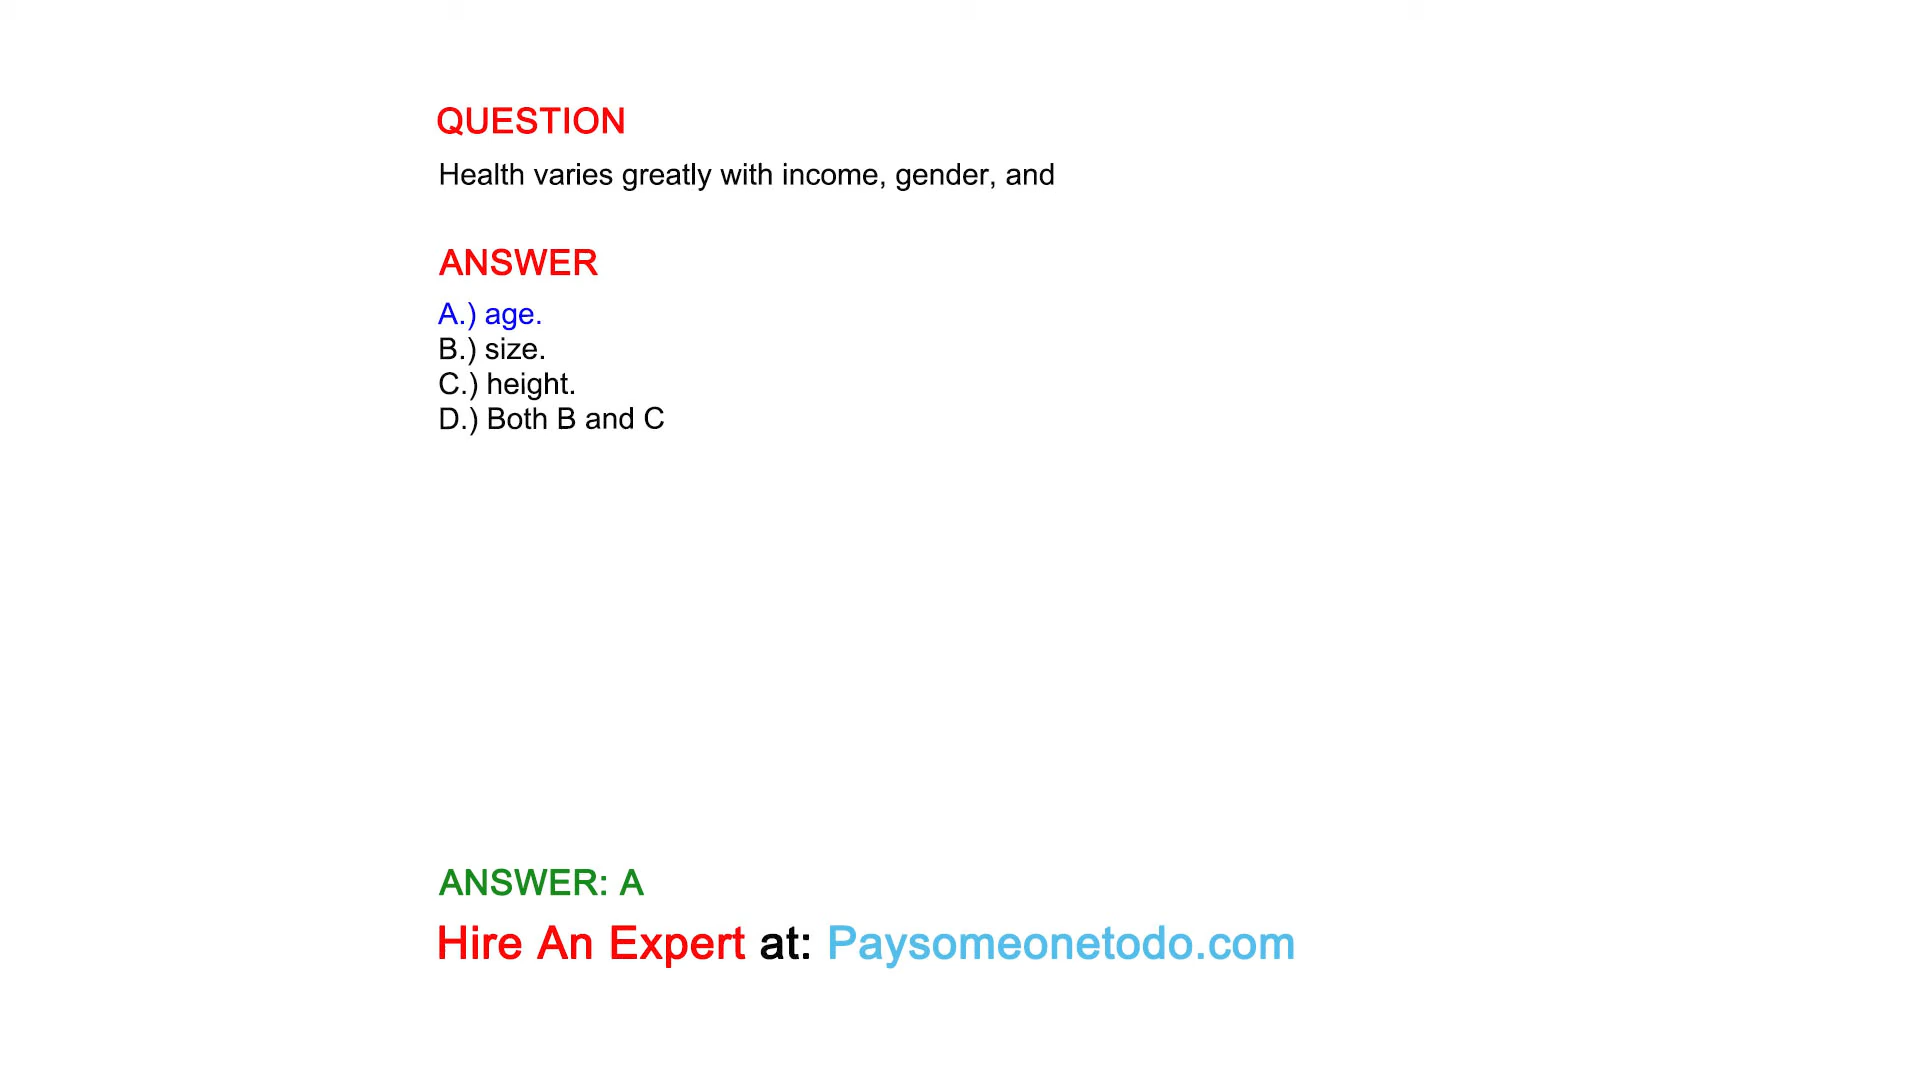 QUESTION
Health varies greatly with income, gender, and
ANSWER
A.) age.
B.) size.
C.) height.
D.) Both B and C
ANSWER: A
Hire An Expert at: Paysomeonetodo.com